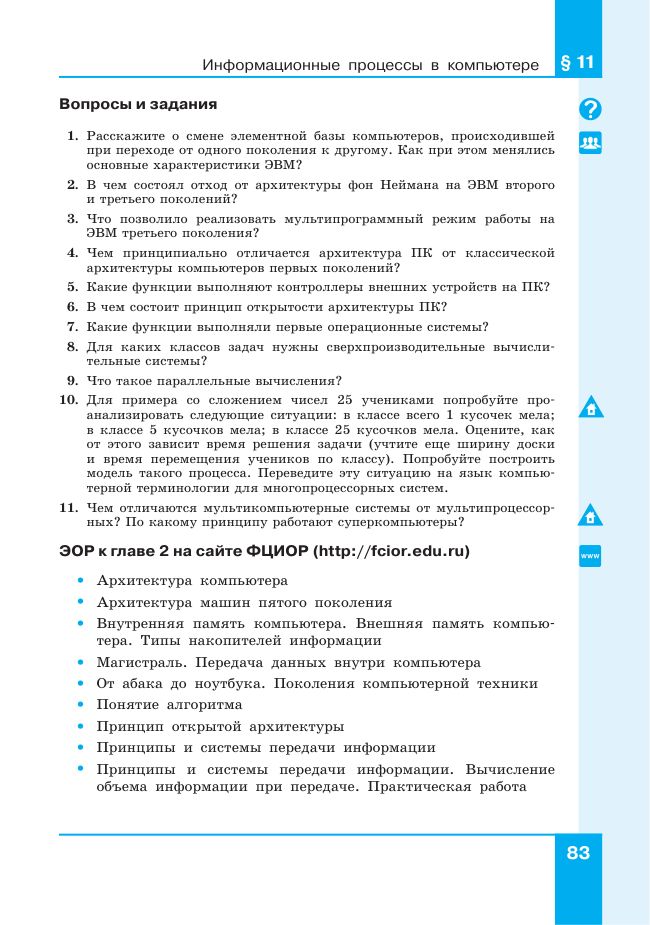 Информационные процессы в компьютере
§ 11
Вопросы и задания
?
1. Расскажите о смене элементной базы компьютеров, происходившей
при переходе от одного поколения к другому. Как при этом менялись
основные характеристики ЭВМ?
2. В чем состоял отход от архитектуры фон Неймана на ЭВМ второго
и третьего поколений?
3. Что позволило реализовать мультипрограммный режим работы на
ЭВМ третьего поколения?
4. Чем принципиально отличается архитектура ПК от классической
архитектуры компьютеров первых поколений?
5. Какие функции выполняют контроллеры внешних устройств на ПК?
6. В чем состоит принцип открытости архитектуры ПК?
7. Какие функции выполняли первые операционные системы?
8. Для каких классов задач нужны сверхпроизводительные вычисли-
тельные системы?
9. Что такое параллельные вычисления?
10. Для примера со сложением чисел 25 учениками попробуйте про-
анализировать следующие ситуации: в классе всего 1 кусочек мела;
в классе 5 кусочков мела; в классе 25 кусочков мела. Оцените, как
от этого зависит время решения задачи (учтите еще ширину доски
и время перемещения учеников по классу). Попробуйте построить
модель такого процесса. Переведите эту ситуацию на язык компью-
терной терминологии для многопроцессорных систем.
11. Чем отличаются мультикомпьютерные системы от мультипроцессор-
ных? По какому принципу работают суперкомпьютеры?
ЭОР к главе 2 на сайте ФЦИОР (http://fcior.edu.ru)
www
• Архитектура компьютера
• Архитектура машин пятого поколения
• Внутренняя память компьютера. Внешняя память компью-
тера. Типы накопителей информации
• Магистраль. Передача данных внутри компьютера
• От абака до ноутбука. Поколения компьютерной техники
• Понятие алгоритма
• Принцип открытой архитектуры
• Принципы и системы передачи информации
• Принципы и системы передачи информации. Вычисление
объема информации при передаче. Практическая работа
83